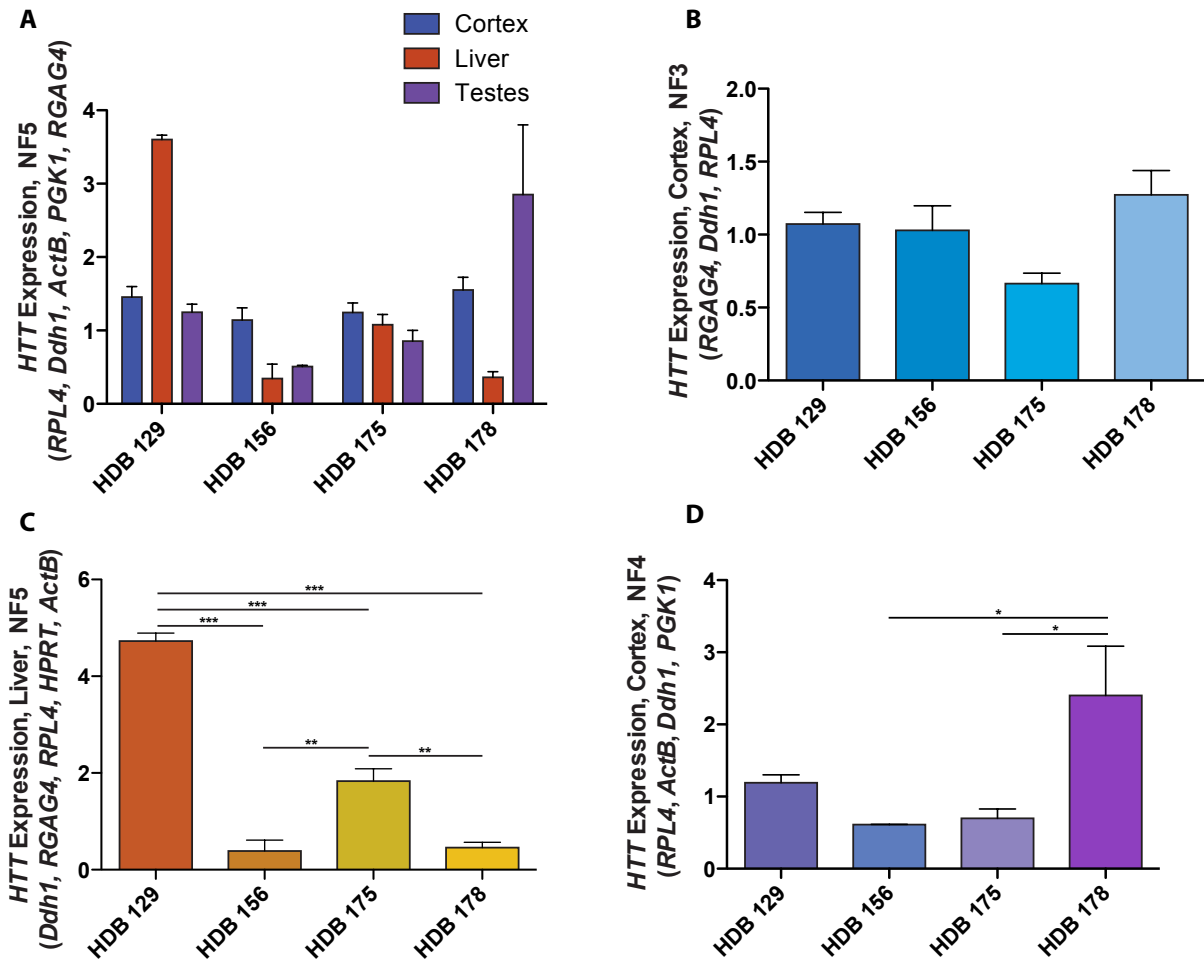 A
Cortex
Liver
Testes
HTT Expression, NF5
(RPL4, Ddh1, ActB, PGK1, RGAG4)
4
3
2
1
0
HDB 129
HDB 156
HDB 175
HDB 178
B
HTT Expression, Cortex, NF3
(RGAG4, Ddh1, RPL4)
2.0
1.5
1.0
0.5
0.0
HDB 129
HDB 156
HDB 175
HDB 178
C
HTT Expression, Liver, NF5
(Ddh1, RGAG4, RPL4, HPRT, ActB)
6
4
2
0
***
***
***
**
**
HDB 129
HDB 156
HDB 175
HDB 178
D
HTT Expression, Cortex, NF4
(RPL4, ActB, Ddh1, PGK1)
4
3
2
1
0
*
*
HDB 129
HDB 156
HDB 175
HDB 178